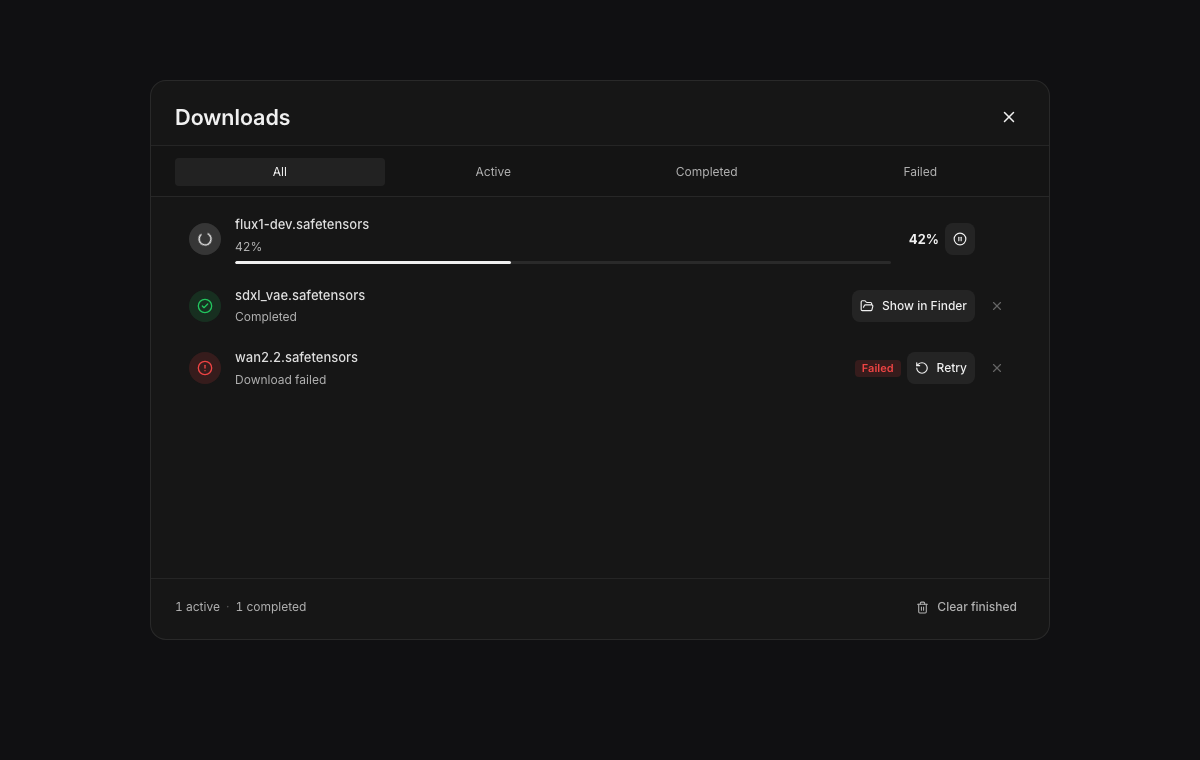 Downloads
All Active Completed Failed
flux1-dev.safetensors
42%
42%
sdxl_vae.safetensors
Completed
Show in Finder
wan2.2.safetensors
Download failed
Failed
Retry
1 active · 1 completed
Clear finished